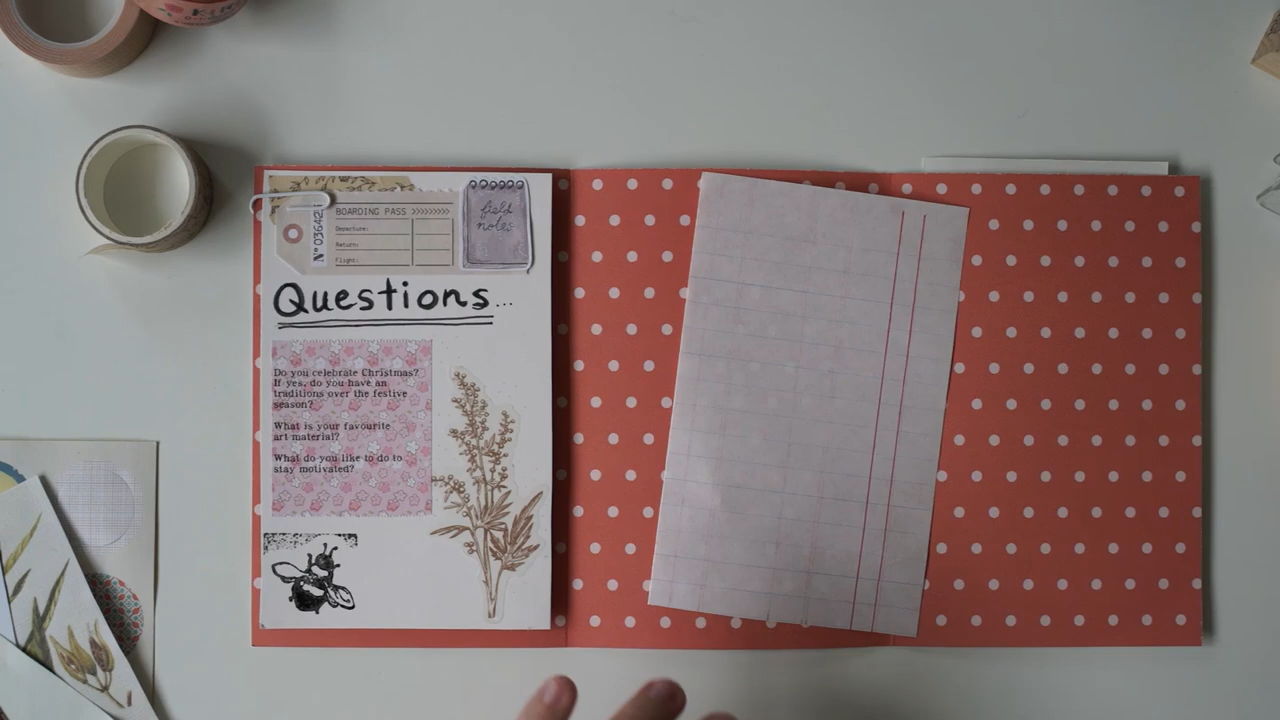 BOARDING PASS >>>>>>>>
Departure:
Return:
Flight:
Nº 03642
field
notes
Questions...
Do you celebrate Christmas?
If yes, do you have an
traditions over the festive
season?
What is your favourite
art material?
What do you like to do to
stay motivated?